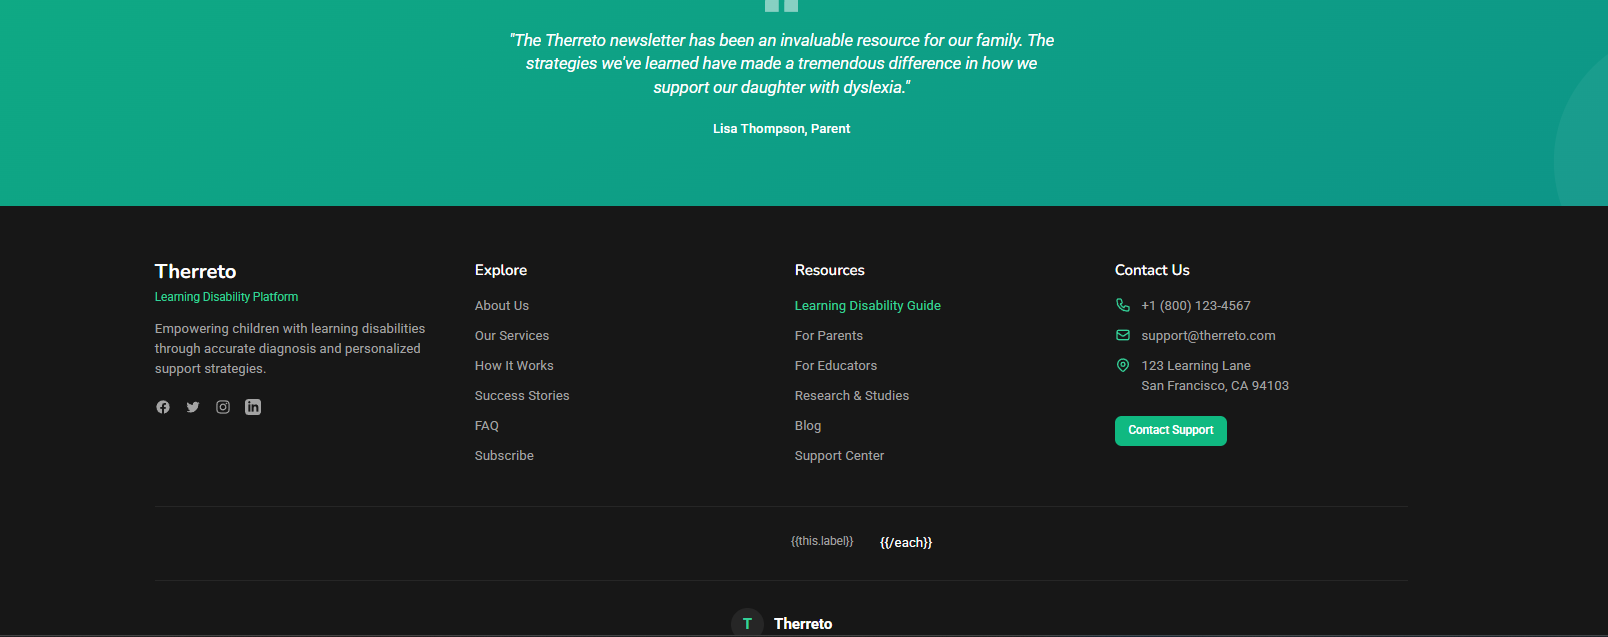 "The Therreto newsletter has been an invaluable resource for our family. The
strategies we've learned have made a tremendous difference in how we
support our daughter with dyslexia."
Lisa Thompson, Parent
Therreto
Learning Disability Platform
Empowering children with learning disabilities
through accurate diagnosis and personalized
support strategies.
Explore
About Us
Our Services
How It Works
Success Stories
FAQ
Subscribe
Resources
Learning Disability Guide
For Parents
For Educators
Research & Studies
Blog
Support Center
Contact Us
+1 (800) 123-4567
support@therreto.com
123 Learning Lane
San Francisco, CA 94103
Contact Support
{{this.label}} {{/each}}
T Therreto